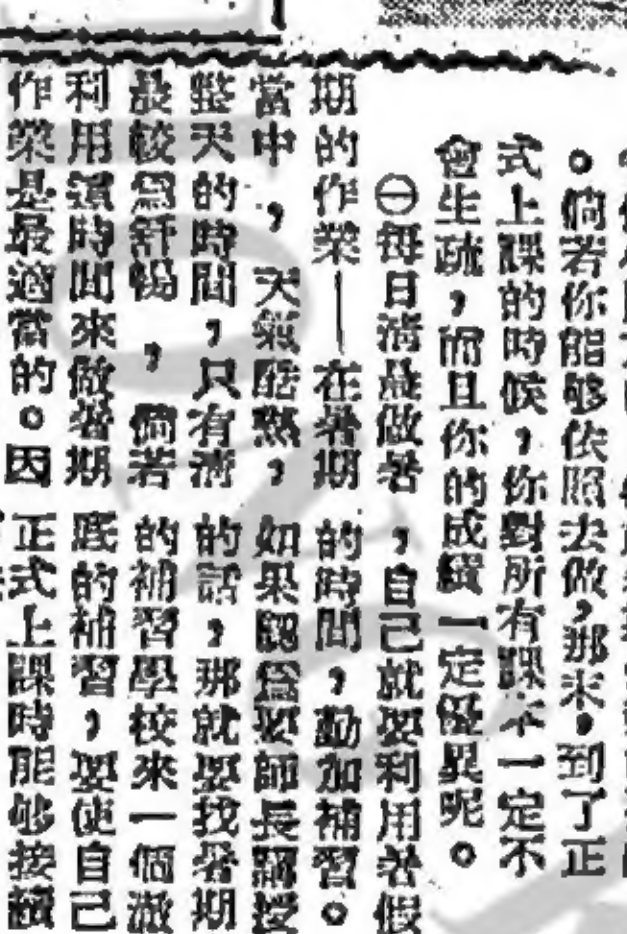 。倘若你能够依照去做，那末，到了正
式上課的時候，你對所有課本一定不
會生疏，而且你的成績一定優異呢。
㊀每日清晨做暑
期的作業——在暑期
當中，天氣酷熱，
整天的時間，只有清
晨較爲舒暢，倘若
利用這時間來做暑期
作業是最適當的。因
，自己就要利用暑假
的時間，勤加補習。
如果認爲要師長講授
的話，那就要找暑期
的補習學校來一個澈
底的補習，要使自己
正式上課時能够接續